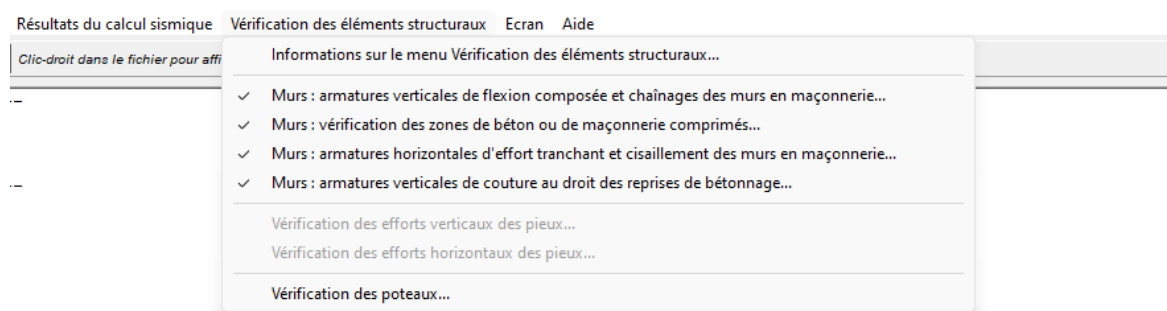 Résultats du calcul sismique Vérification des éléments structuraux Ecran Aide
Clic-droit dans le fichier pour affi
Informations sur le menu Vérification des éléments structuraux...
Murs : armatures verticales de flexion composée et chaînages des murs en maçonnerie...
Murs : vérification des zones de béton ou de maçonnerie comprimés...
Murs : armatures horizontales d'effort tranchant et cisaillement des murs en maçonnerie...
Murs : armatures verticales de couture au droit des reprises de bétonnage...
Vérification des efforts verticaux des pieux...
Vérification des efforts horizontaux des pieux...
Vérification des poteaux...